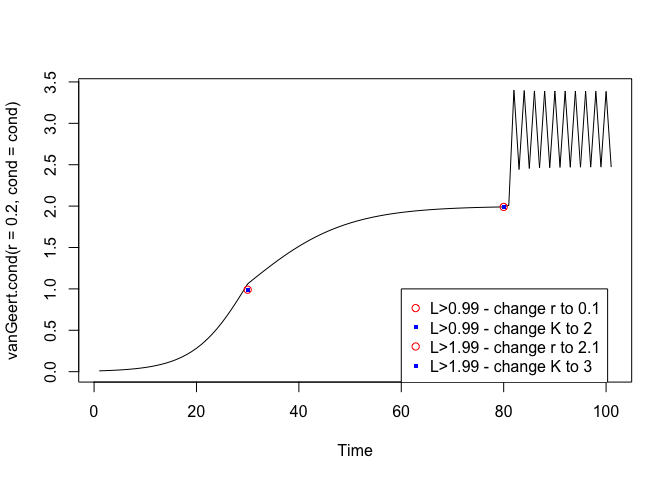 vanGeert.cond(r = 0.2, cond = cond)
3.5
3.0
2.5
2.0
1.5
1.0
0.5
0.0
L>0.99 - change r to 0.1
L>0.99 - change K to 2
L>1.99 - change r to 2.1
L>1.99 - change K to 3
0 20 40 60 80 100
Time